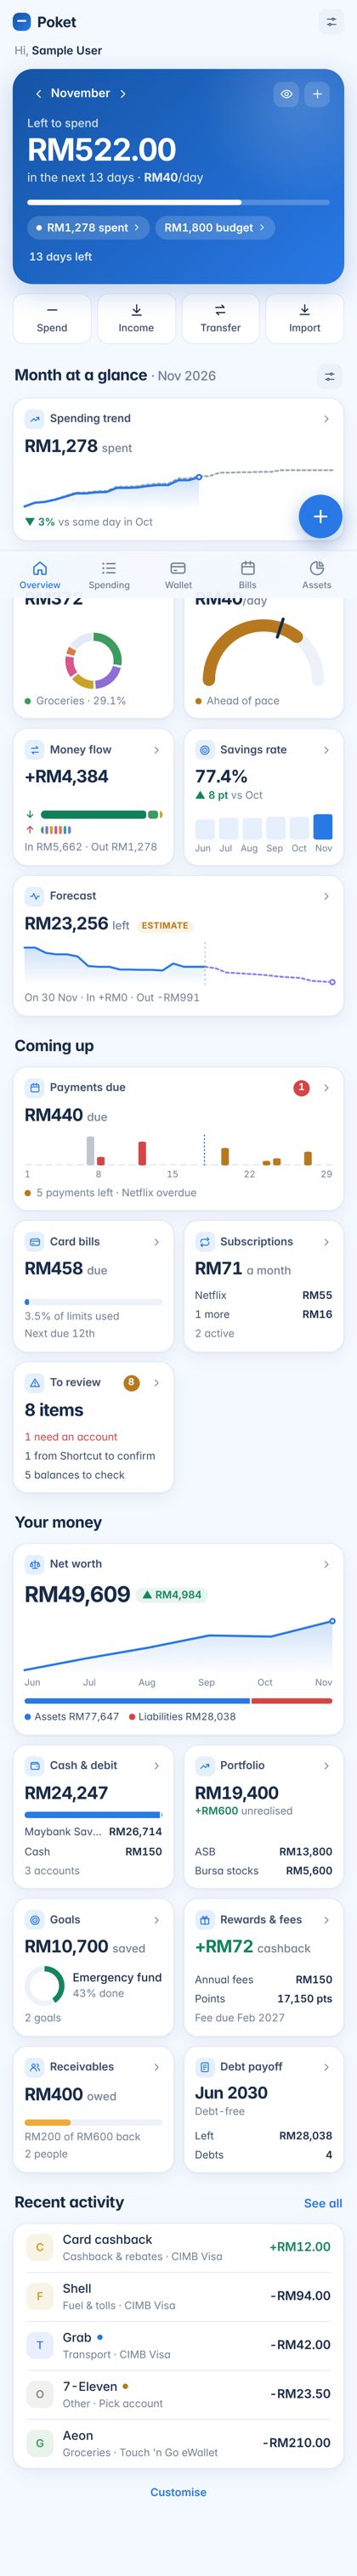 Poket
Hi, Sample User
November
Left to spend
RM522.00
in the next 13 days · RM40/day
RM1,278 spent
RM1,800 budget
13 days left
Spend
Income
Transfer
Import
Month at a glance · Nov 2026
Spending trend
RM1,278 spent
▼ 3% vs same day in Oct
Overview
Spending
Wallet
Bills
Assets
RM372
RM40/day
Groceries · 29.1%
Ahead of pace
Money flow
+RM4,384
In RM5,662 · Out RM1,278
Savings rate
77.4%
▲ 8 pt vs Oct
Jun Jul Aug Sep Oct Nov
Forecast
RM23,256 left ESTIMATE
On 30 Nov · In +RM0 · Out -RM991
Coming up
Payments due 1
RM440 due
1 8 15 22 29
5 payments left · Netflix overdue
Card bills
RM458 due
3.5% of limits used
Next due 12th
Subscriptions
RM71 a month
Netflix RM55
1 more RM16
2 active
To review 8
8 items
1 need an account
1 from Shortcut to confirm
5 balances to check
Your money
Net worth
RM49,609 ▲ RM4,984
Jun Jul Aug Sep Oct Nov
Assets RM77,647 Liabilities RM28,038
Cash & debit
RM24,247
Maybank Sav... RM26,714
Cash RM150
3 accounts
Portfolio
RM19,400
+RM600 unrealised
ASB RM13,800
Bursa stocks RM5,600
Goals
RM10,700 saved
Emergency fund
43% done
2 goals
Rewards & fees
+RM72 cashback
Annual fees RM150
Points 17,150 pts
Fee due Feb 2027
Receivables
RM400 owed
RM200 of RM600 back
2 people
Debt payoff
Jun 2030
Debt-free
Left RM28,038
Debts 4
Recent activity See all
C
Card cashback
+RM12.00
Cashback & rebates · CIMB Visa
F
Shell
-RM94.00
Fuel & tolls · CIMB Visa
T
Grab
-RM42.00
Transport · CIMB Visa
O
7-Eleven
-RM23.50
Other · Pick account
G
Aeon
-RM210.00
Groceries · Touch 'n Go eWallet
Customise